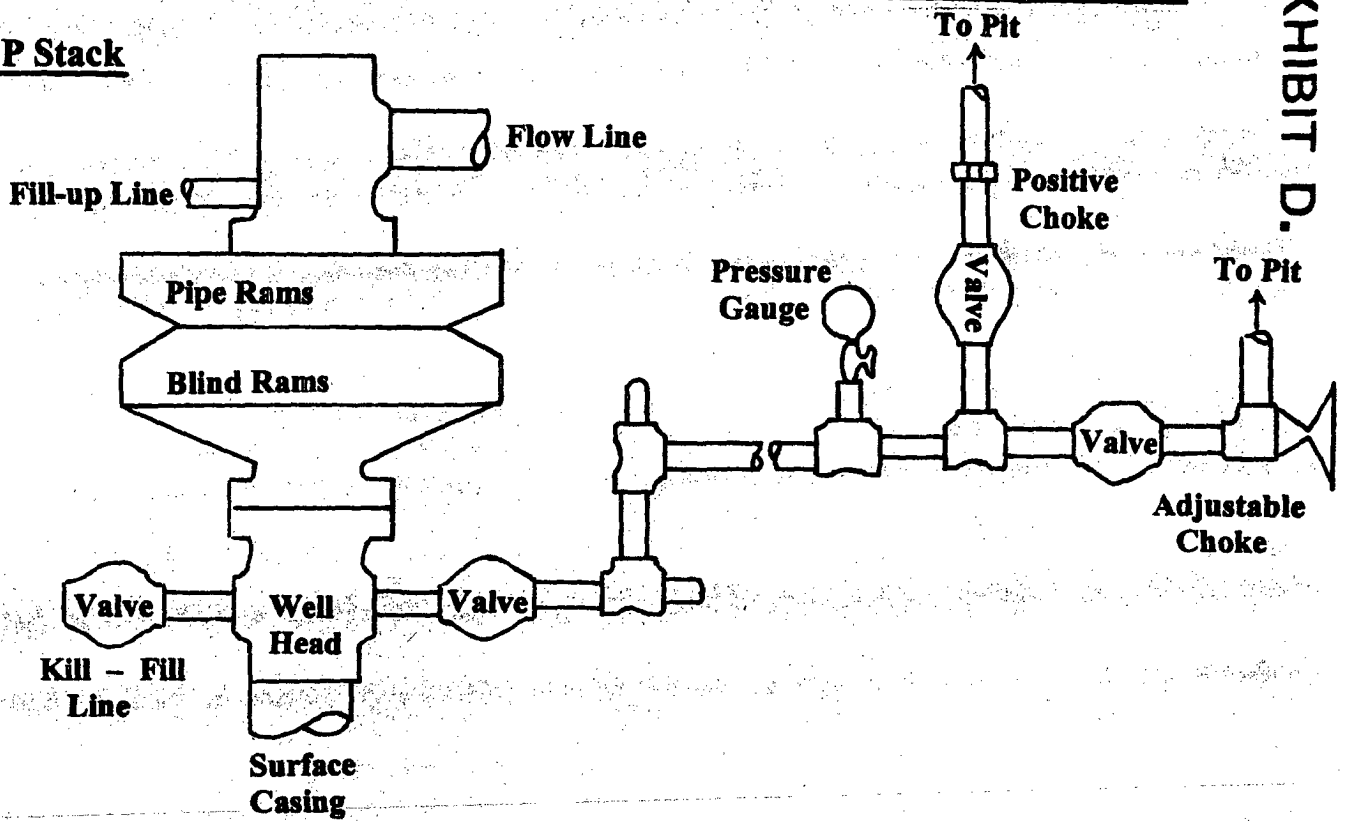 P Stack
To Pit
KHIBIT D.
Flow Line
Fill-up Line
Positive
Choke
Pipe Rams
Pressure
Gauge
Valve
To Pit
Blind Rams
Valve
Adjustable
Choke
Valve
Well
Head
Valve
Kill – Fill
Line
Surface
Casing